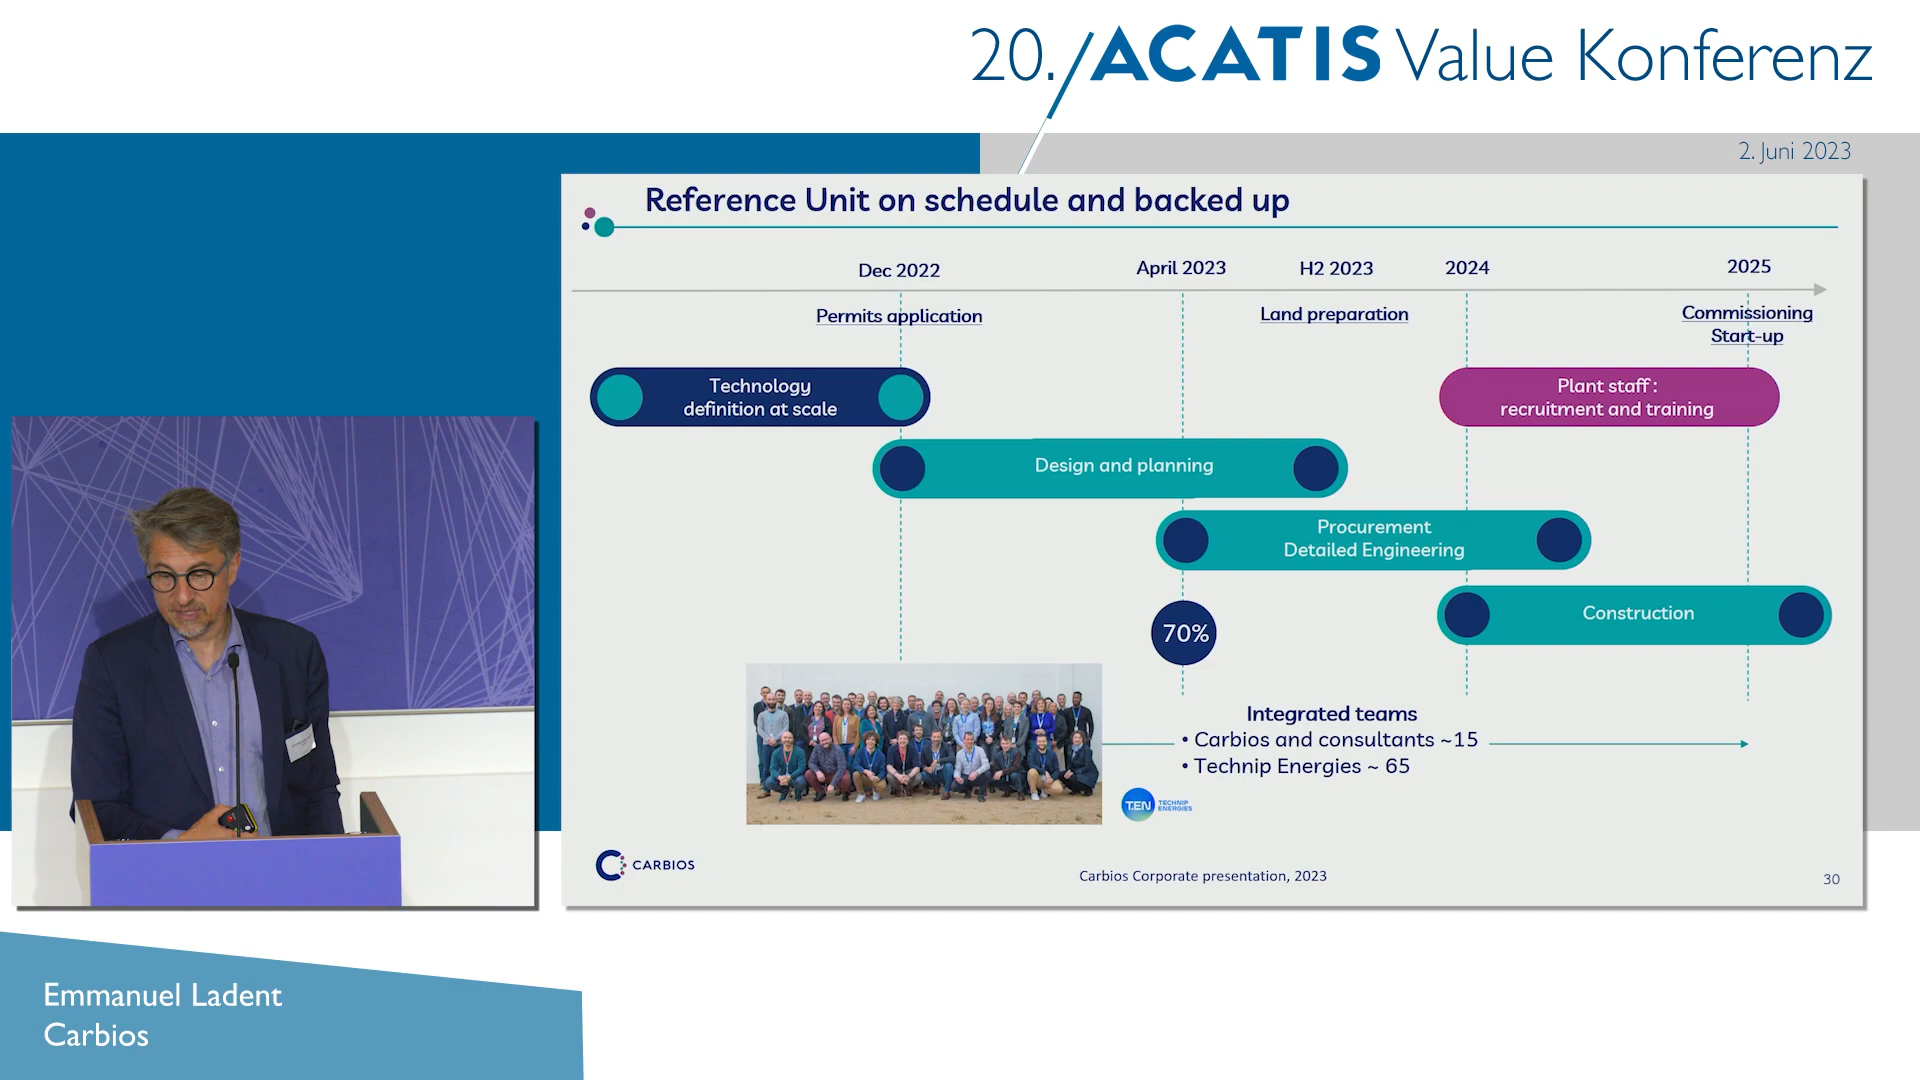 20. ACATIS Value Konferenz
2. Juni 2023
Reference Unit on schedule and backed up
Dec 2022
April 2023
H2 2023
2024
2025
Permits application
Land preparation
Commissioning
Start-up
Technology
definition at scale
Plant staff :
recruitment and training
Design and planning
Procurement
Detailed Engineering
Construction
70%
Integrated teams
• Carbios and consultants ~15
• Technip Energies ~ 65
T.EN TECHNIP
ENERGIES
CARBIOS
Carbios Corporate presentation, 2023
30
Emmanuel Ladent
Carbios